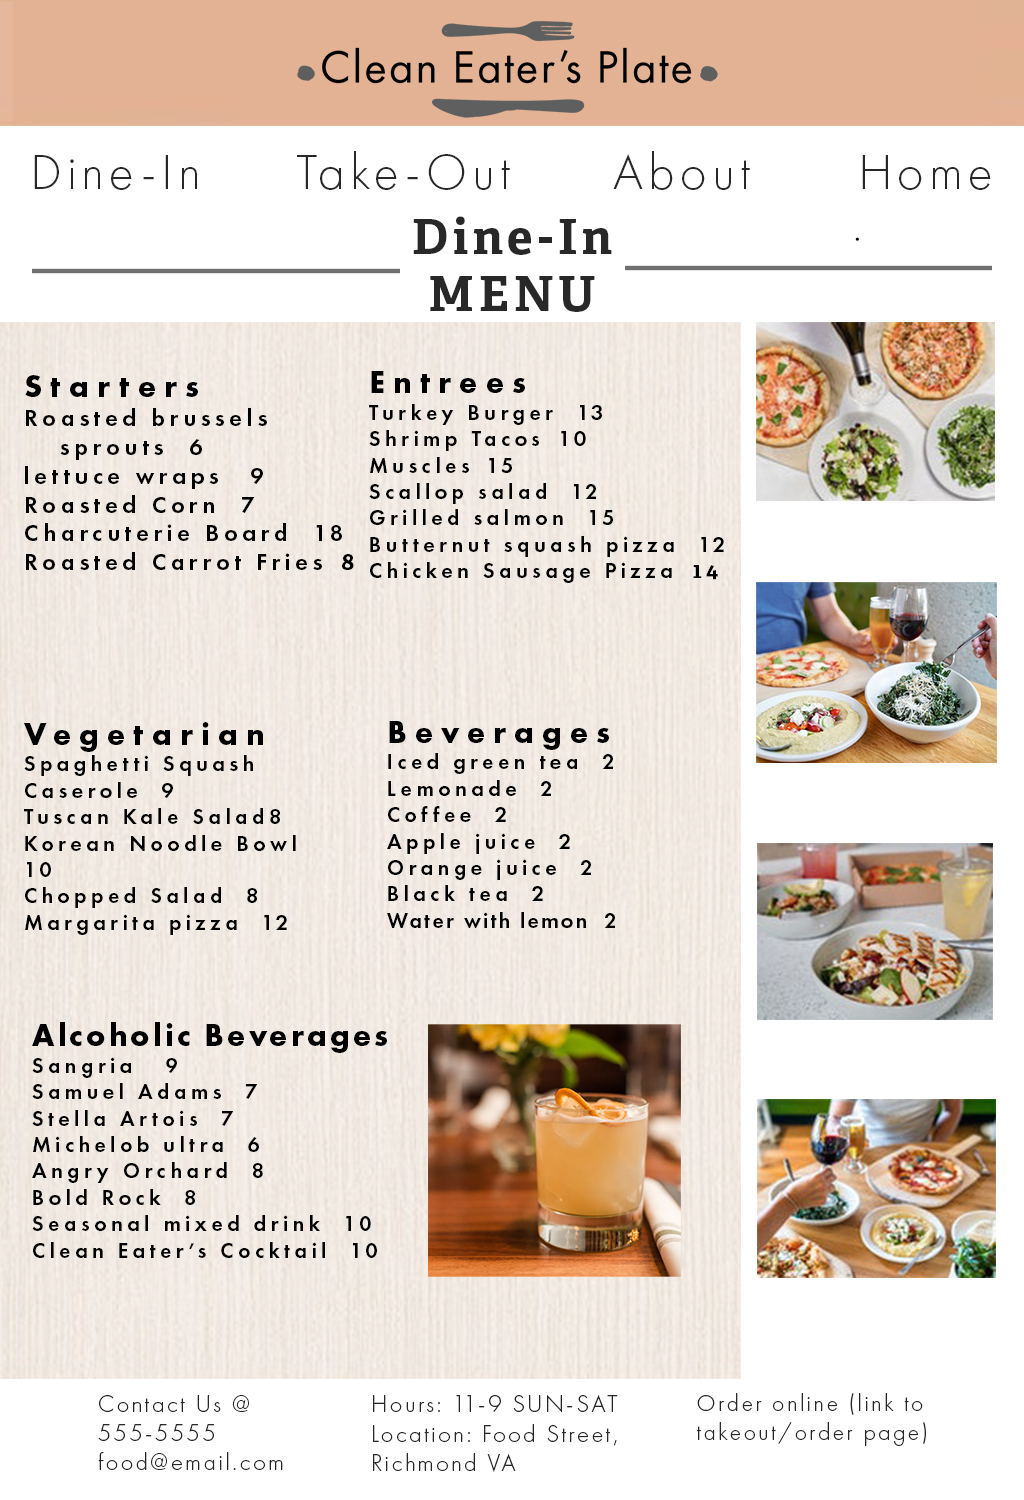 Clean Eater's Plate
Dine-In Take-Out About Home
Dine-In
MENU
Starters
Roasted brussels
sprouts 6
lettuce wraps 9
Roasted Corn 7
Charcuterie Board 18
Roasted Carrot Fries 8
Entrees
Turkey Burger 13
Shrimp Tacos 10
Muscles 15
Scallop salad 12
Grilled salmon 15
Butternut squash pizza 12
Chicken Sausage Pizza 14
Vegetarian
Spaghetti Squash
Caserole 9
Tuscan Kale Salad8
Korean Noodle Bowl
10
Chopped Salad 8
Margarita pizza 12
Beverages
Iced green tea 2
Lemonade 2
Coffee 2
Apple juice 2
Orange juice 2
Black tea 2
Water with lemon 2
Alcoholic Beverages
Sangria 9
Samuel Adams 7
Stella Artois 7
Michelob ultra 6
Angry Orchard 8
Bold Rock 8
Seasonal mixed drink 10
Clean Eater's Cocktail 10
Contact Us @
555-5555
food@email.com
Hours: 11-9 SUN-SAT
Location: Food Street,
Richmond VA
Order online (link to
takeout/order page)